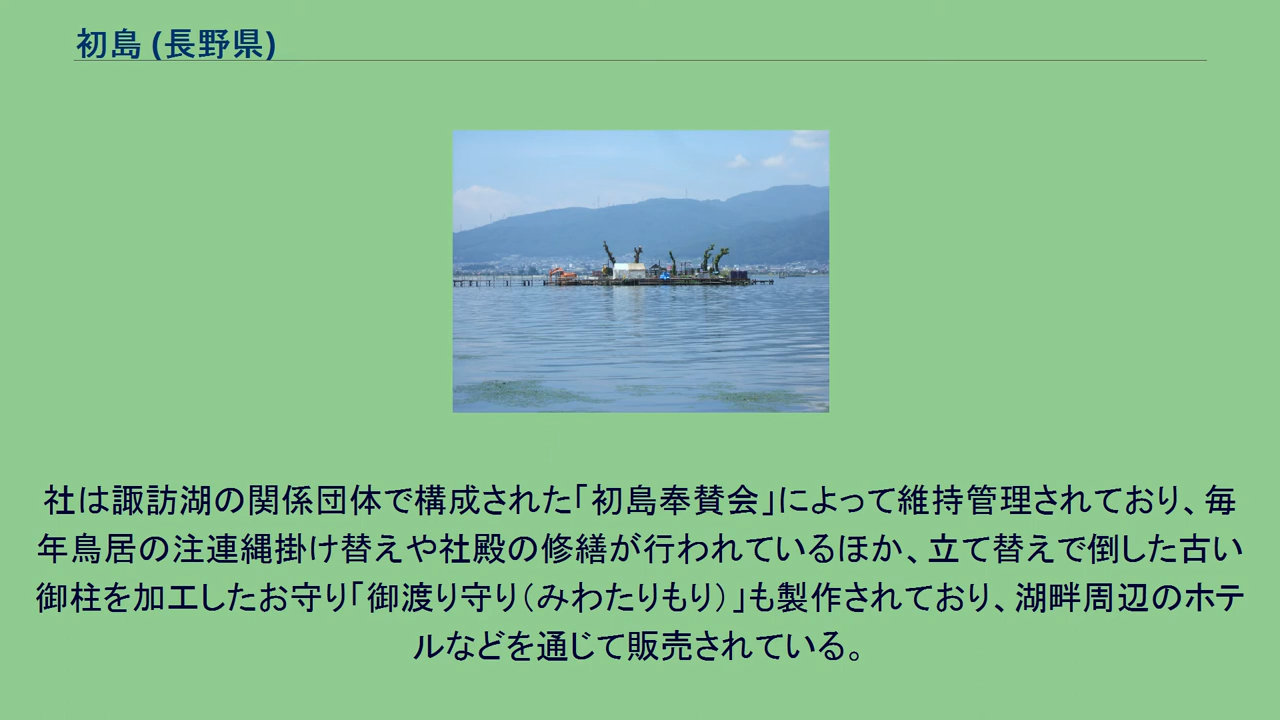 初島 (長野県)
社は諏訪湖の関係団体で構成された「初島奉賛会」によって維持管理されており、毎
年鳥居の注連縄掛け替えや社殿の修繕が行われているほか、立て替えで倒した古い
御柱を加工したお守り「御渡り守り（みわたりもり）」も製作されており、湖畔周辺のホテ
ルなどを通じて販売されている。